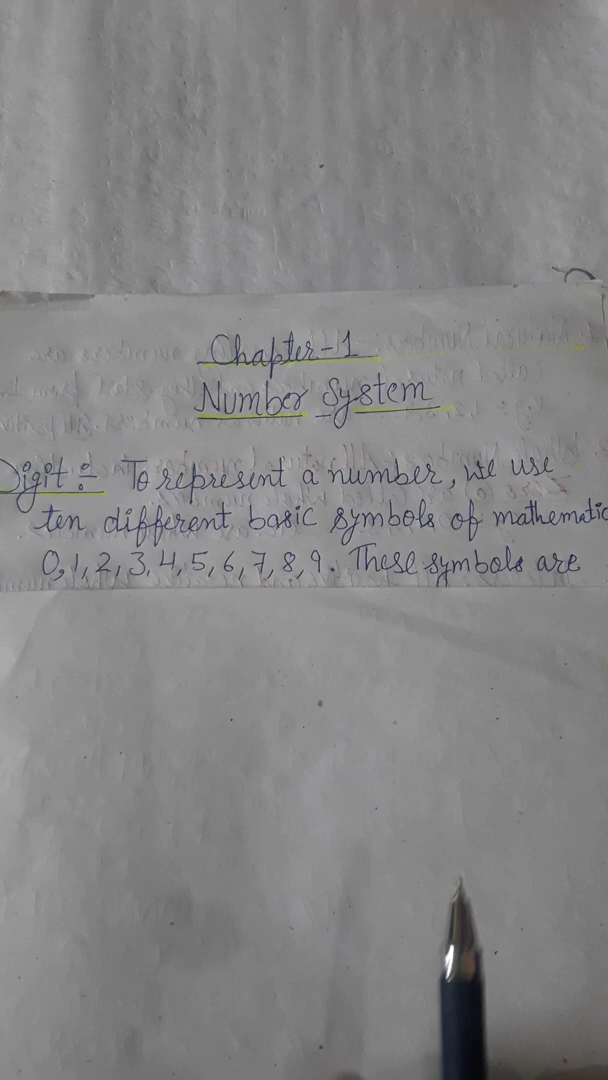 Chapter-1
Number System
Digit :- To represent a number, we use
ten different basic symbols of mathematic
0,1,2,3,4,5,6,7,8,9. These symbols are